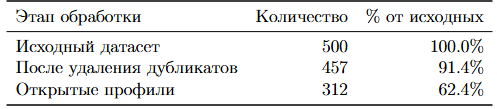 Этап обработки Количество % от исходных
Исходный датасет 500 100.0%
После удаления дубликатов 457 91.4%
Открытые профили 312 62.4%